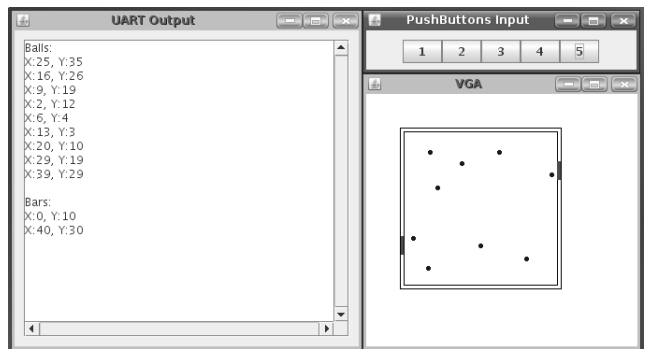 UART Output
Balls:
X:25, Y:35
X:16, Y:26
X:9, Y:19
X:2, Y:12
X:6, Y:4
X:13, Y:3
X:20, Y:10
X:29, Y:19
X:39, Y:29
Bars:
X:0, Y:10
X:40, Y:30
PushButtons Input
1 2 3 4 5
VGA